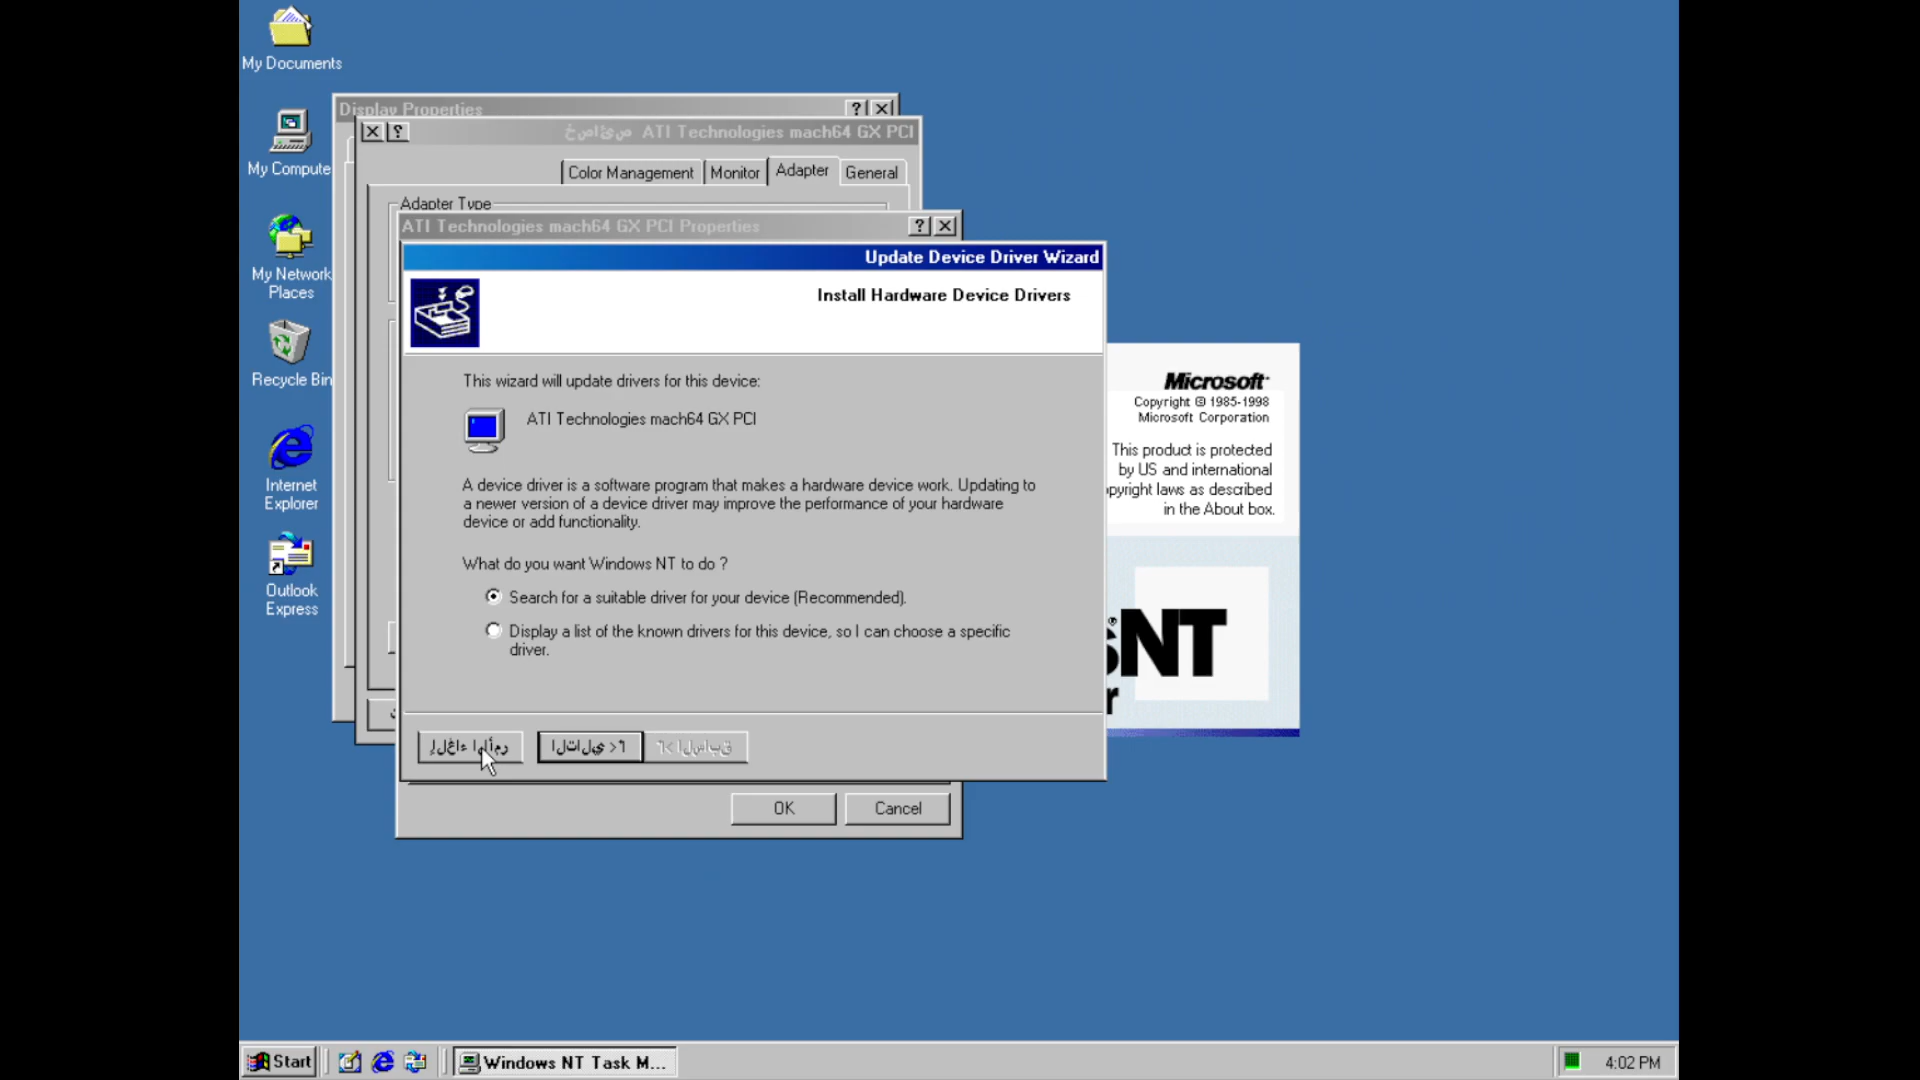 My Documents
My Compute
My Network
Places
Recycle Bin
Internet
Explorer
Outlook
Express
Display Properties
خصائص ATI Technologies mach64 GX PCI
Color Management
Monitor
Adapter
General
Adapter Type
ATI Technologies mach64 GX PCI Properties
Update Device Driver Wizard
Install Hardware Device Drivers
This wizard will update drivers for this device:
ATI Technologies mach64 GX PCI
A device driver is a software program that makes a hardware device work. Updating to
a newer version of a device driver may improve the performance of your hardware
device or add functionality.
What do you want Windows NT to do ?
Search for a suitable driver for your device (Recommended).
Display a list of the known drivers for this device, so I can choose a specific
driver.
إلغاء الأمر
التالي >
< السابق
OK
Cancel
Microsoft
Copyright © 1985-1998
Microsoft Corporation
This product is protected
by US and international
pyright laws as described
in the About box.
sNT
r
Start
Windows NT Task M...
4:02 PM